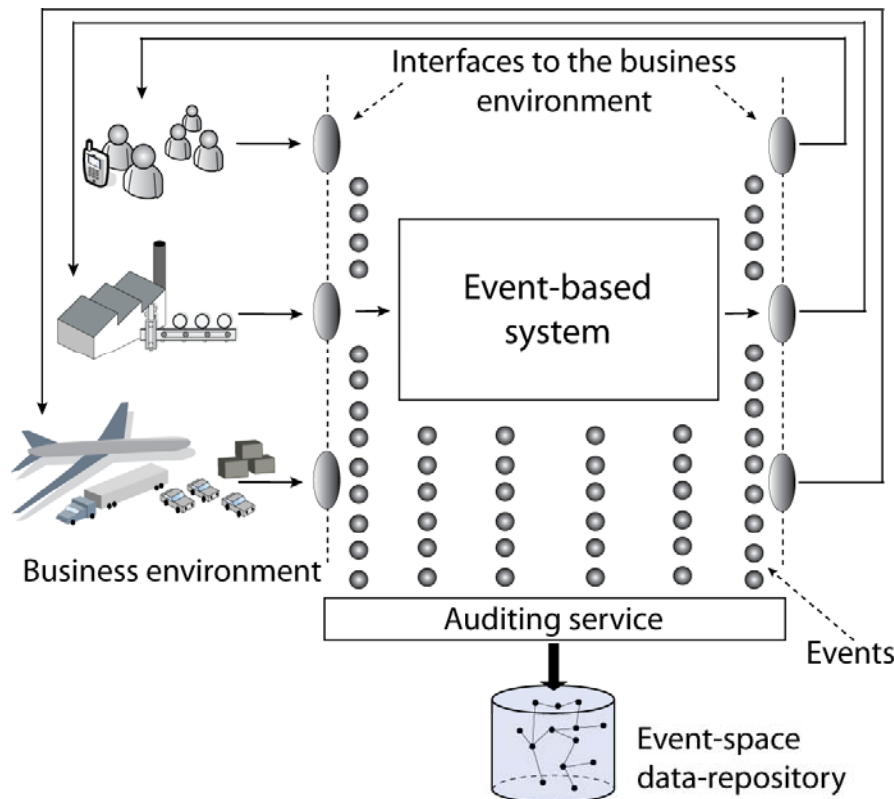 Interfaces to the business
environment
Event-based
system
Business environment
Auditing service
Events
Event-space
data-repository